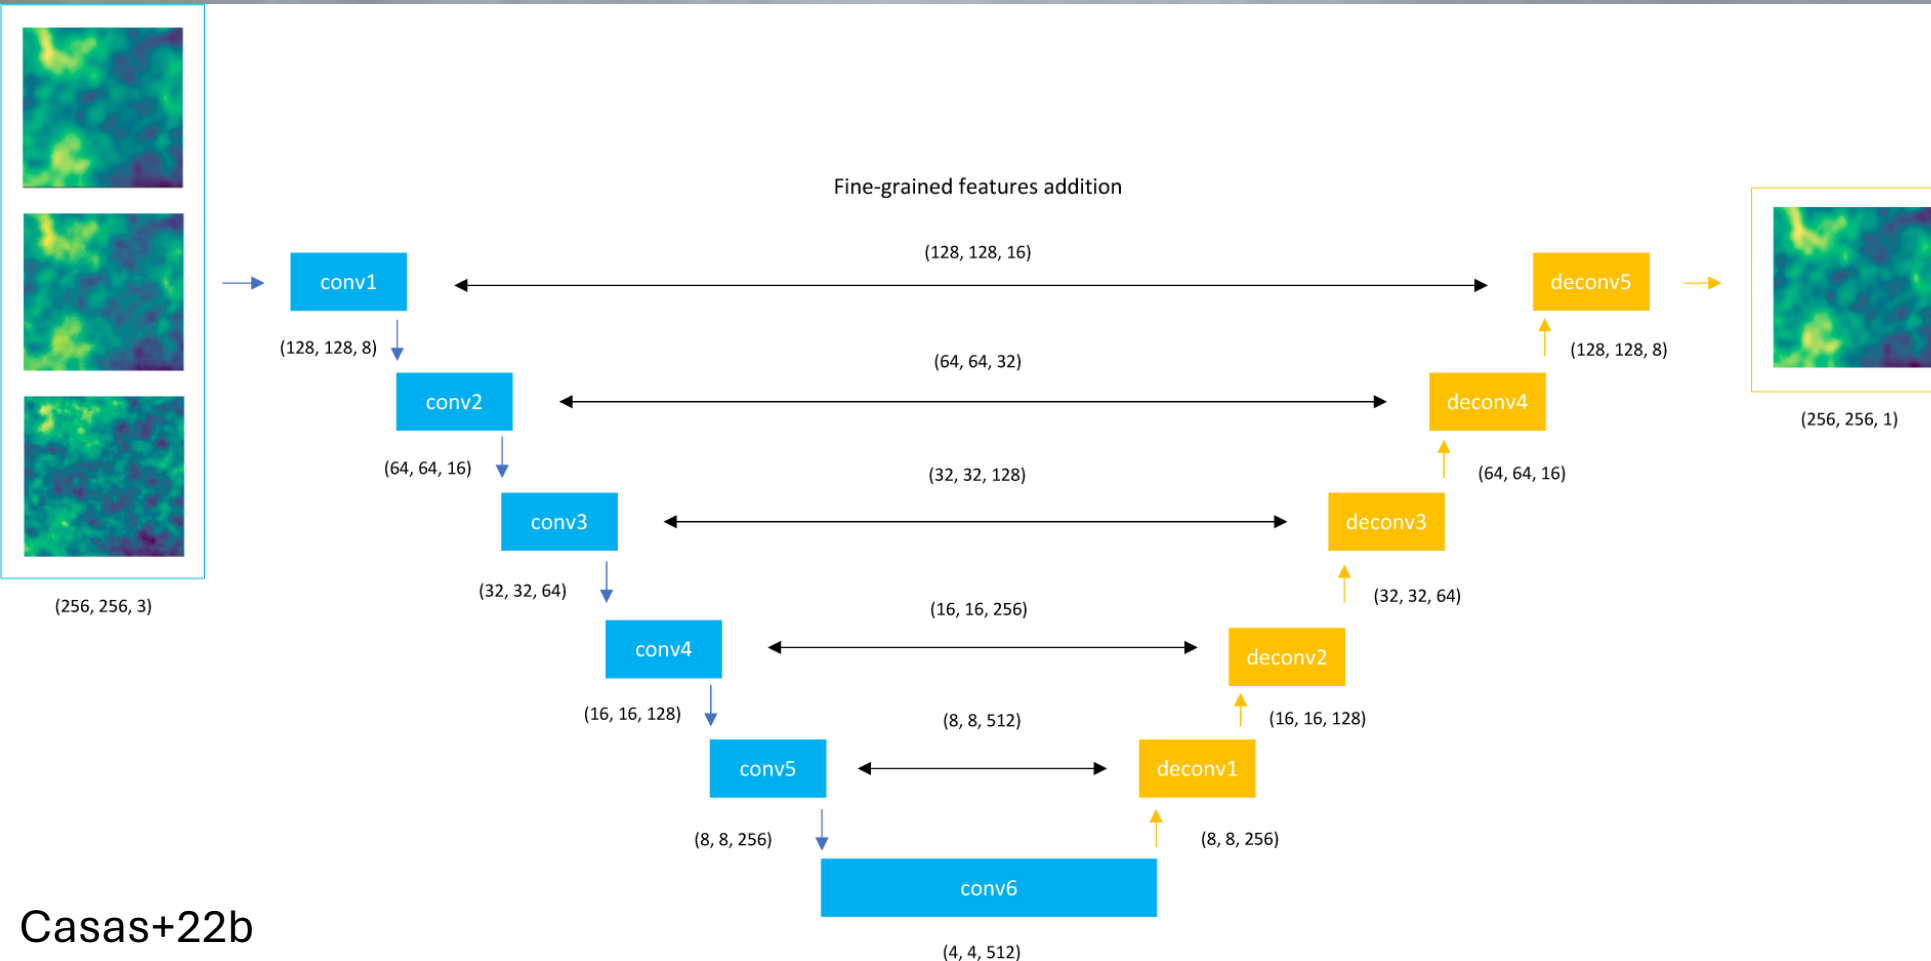 Fine-grained features addition
(128, 128, 16)
conv1
deconv5
(128, 128, 8)
(128, 128, 8)
(64, 64, 32)
conv2
deconv4
(256, 256, 1)
(64, 64, 16)
(64, 64, 16)
(32, 32, 128)
conv3
deconv3
(256, 256, 3)
(32, 32, 64)
(32, 32, 64)
(16, 16, 256)
conv4
deconv2
(16, 16, 128)
(16, 16, 128)
(8, 8, 512)
conv5
deconv1
(8, 8, 256)
(8, 8, 256)
conv6
Casas+22b
(4, 4, 512)